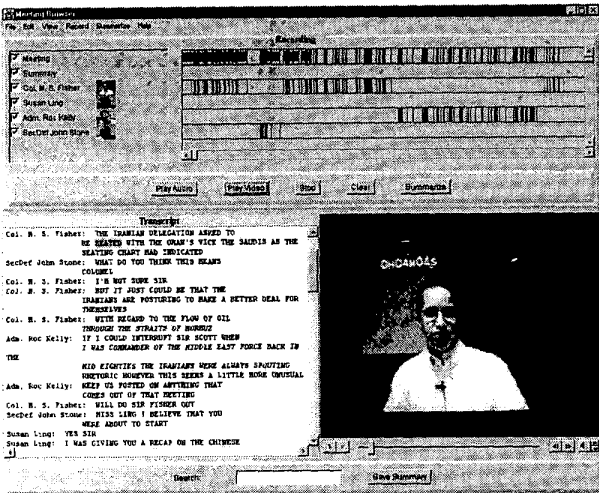 Meeting Browser
File Edit View Record Summarize Help
Recording
Meeting
Summary
Col. N. S. Fisher
Susan Ling
Adm. Roc Kelly
SecDef John Stone
Play Audio Play Video Stop Clear Summarize
Transcript
Col. N. S. Fisher: THE IRANIAN DELEGATION ASKED TO
BE SEATED WITH THE OMAN'S VICE THE SAUDIS AS THE
SEATING CHART HAD INDICATED
SecDef John Stone: WHAT DO YOU THINK THIS MEANS
COLONEL
Col. N. S. Fisher: I'M NOT SURE SIR
Col. N. S. Fisher: BUT IT JUST COULD BE THAT THE
IRANIANS ARE POSTURING TO MAKE A BETTER DEAL FOR
THEMSELVES
Col. N. S. Fisher: WITH REGARD TO THE FLOW OF OIL
THROUGH THE STRAITS OF HORMUZ
Adm. Roc Kelly: IF I COULD INTERRUPT SIR SCOTT WHEN
I WAS COMMANDER OF THE MIDDLE EAST FORCE BACK IN
THE
MID EIGHTIES THE IRANIANS WERE ALWAYS SPOUTING
RHETORIC HOWEVER THIS SEEMS A LITTLE MORE UNUSUAL
Adm. Roc Kelly: KEEP US POSTED ON ANYTHING THAT
COMES OUT OF THAT MEETING
Col. N. S. Fisher: WILL DO SIR FISHER OUT
SecDef John Stone: MISS LING I BELIEVE THAT YOU
WERE ABOUT TO START
Susan Ling: YES SIR
Susan Ling: I WAS GIVING YOU A RECAP ON THE CHINESE
Search: Save Summary